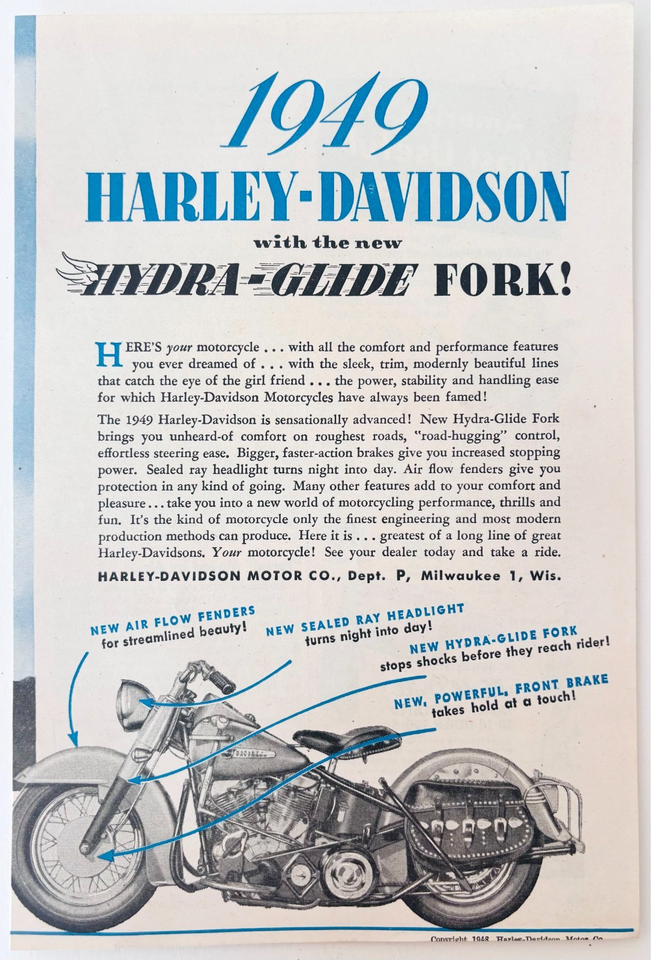 1949
HARLEY-DAVIDSON
with the new
HYDRA-GLIDE FORK!
HERE'S your motorcycle . . . with all the comfort and performance features
you ever dreamed of . . . with the sleek, trim, modernly beautiful lines
that catch the eye of the girl friend . . . the power, stability and handling ease
for which Harley-Davidson Motorcycles have always been famed!
The 1949 Harley-Davidson is sensationally advanced! New Hydra-Glide Fork
brings you unheard-of comfort on roughest roads, "road-hugging" control,
effortless steering ease. Bigger, faster-action brakes give you increased stopping
power. Sealed ray headlight turns night into day. Air flow fenders give you
protection in any kind of going. Many other features add to your comfort and
pleasure . . . take you into a new world of motorcycling performance, thrills and
fun. It's the kind of motorcycle only the finest engineering and most modern
production methods can produce. Here it is . . . greatest of a long line of great
Harley-Davidsons. Your motorcycle! See your dealer today and take a ride.
HARLEY-DAVIDSON MOTOR CO., Dept. P, Milwaukee 1, Wis.
NEW AIR FLOW FENDERS
for streamlined beauty!
NEW SEALED RAY HEADLIGHT
turns night into day!
NEW HYDRA-GLIDE FORK
stops shocks before they reach rider!
NEW, POWERFUL, FRONT BRAKE
takes hold at a touch!
Copyright 1948, Harley-Davidson Motor Co.